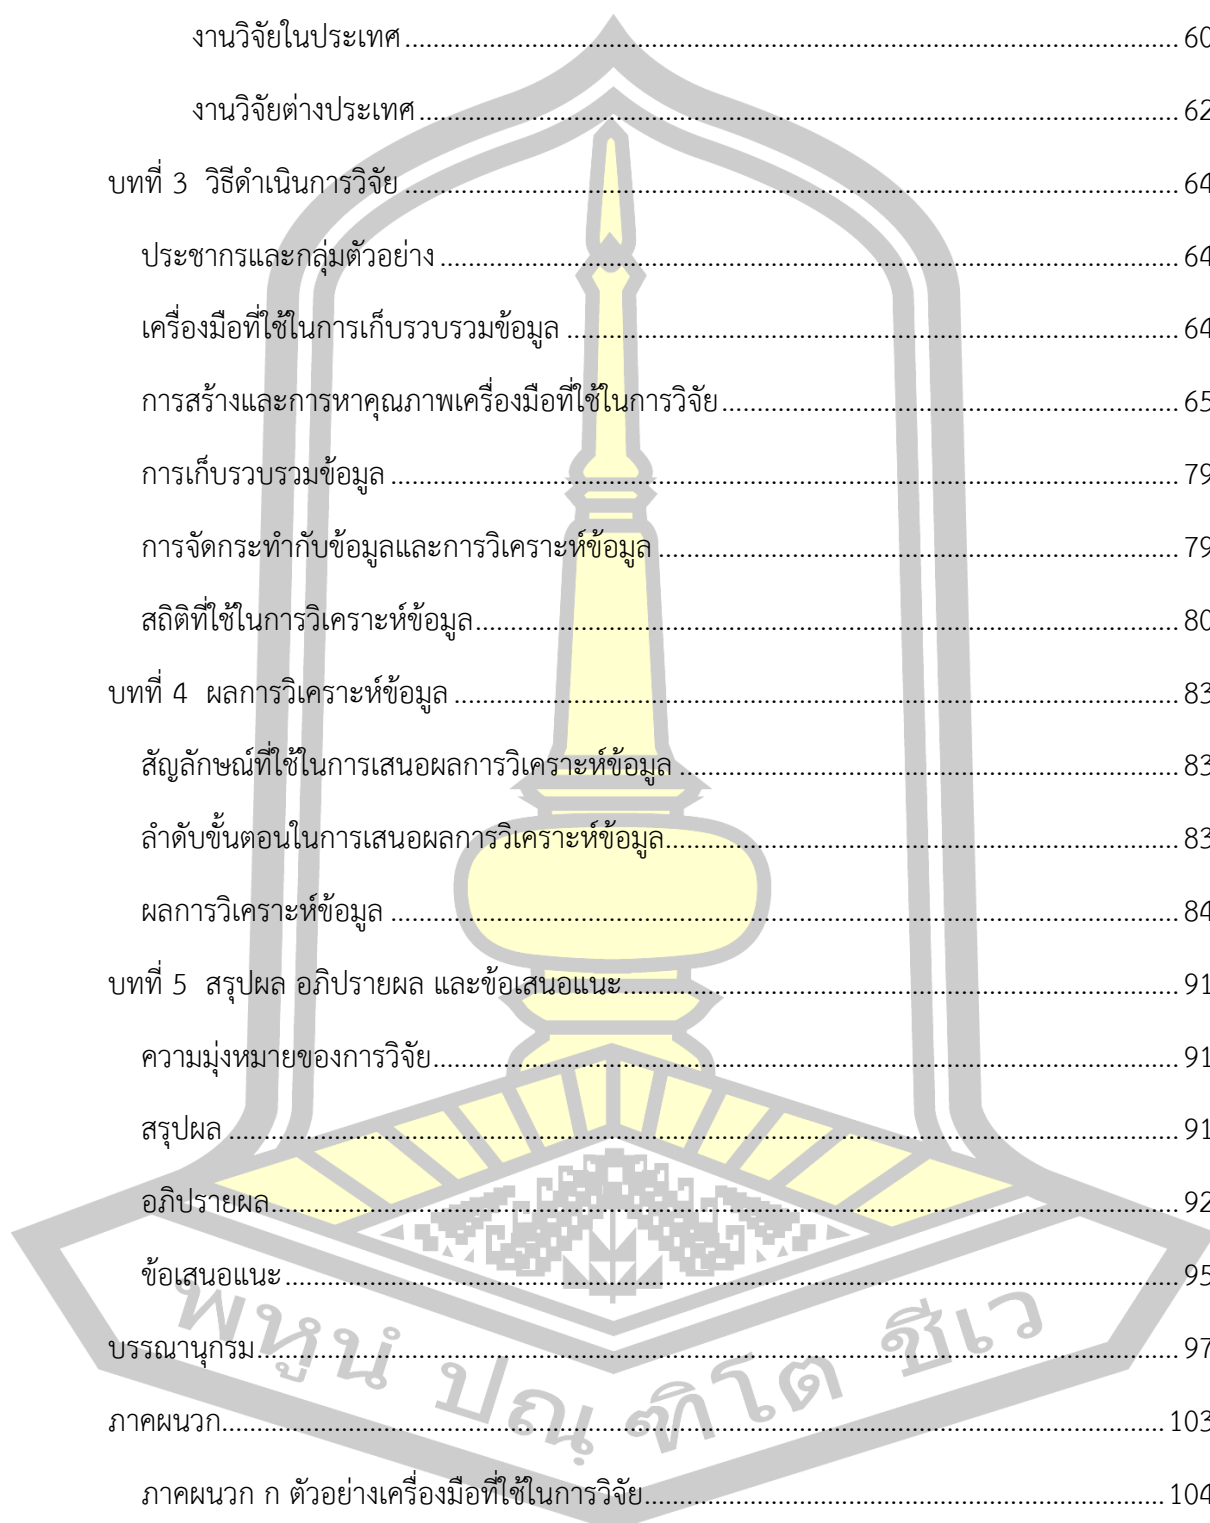 งานวิจัยในประเทศ 60
งานวิจัยต่างประเทศ 62
บทที่ 3 วิธีดำเนินการวิจัย 64
ประชากรและกลุ่มตัวอย่าง 64
เครื่องมือที่ใช้ในการเก็บรวบรวมข้อมูล 64
การสร้างและการหาคุณภาพเครื่องมือที่ใช้ในการวิจัย 65
การเก็บรวบรวมข้อมูล 79
การจัดกระทำกับข้อมูลและการวิเคราะห์ข้อมูล 79
สถิติที่ใช้ในการวิเคราะห์ข้อมูล 80
บทที่ 4 ผลการวิเคราะห์ข้อมูล 83
สัญลักษณ์ที่ใช้ในการเสนอผลการวิเคราะห์ข้อมูล 83
ลำดับขั้นตอนในการเสนอผลการวิเคราะห์ข้อมูล 83
ผลการวิเคราะห์ข้อมูล 84
บทที่ 5 สรุปผล อภิปรายผล และข้อเสนอแนะ 91
ความมุ่งหมายของการวิจัย 91
สรุปผล 91
อภิปรายผล 92
ข้อเสนอแนะ 95
บรรณานุกรม 97
ภาคผนวก 103
ภาคผนวก ก ตัวอย่างเครื่องมือที่ใช้ในการวิจัย 104
พหูนํ ปณฺฑิโต ชีเว